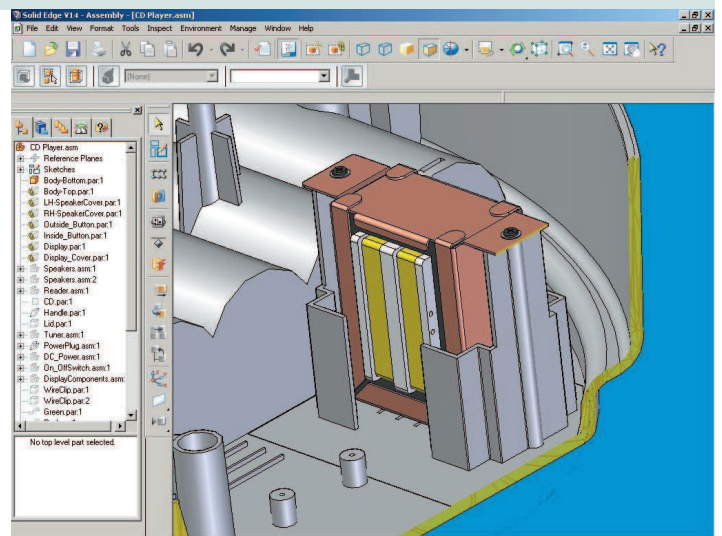 Solid Edge V14 - Assembly - [CD Player.asm]
File Edit View Format Tools Inspect Environment Manage Window Help
(None)
CD Player.asm
Reference Planes
Sketches
Body-Bottom.par:1
Body-Top.par:1
LH-SpeakerCover.par:1
RH-SpeakerCover.par:1
Outside_Button.par:1
Inside_Button.par:1
Display.par:1
Display_Cover.par:1
Speakers.asm:1
Speakers.asm:2
Reader.asm:1
CD.par:1
Handle.par:1
Lid.par:1
Tuner.asm:1
PowerPlug.asm:1
DC_Power.asm:1
On_OffSwitch.asm:1
DisplayComponents.asm:
WireClip.par:1
WireClip.par:2
Green.par:1
No top level part selected.